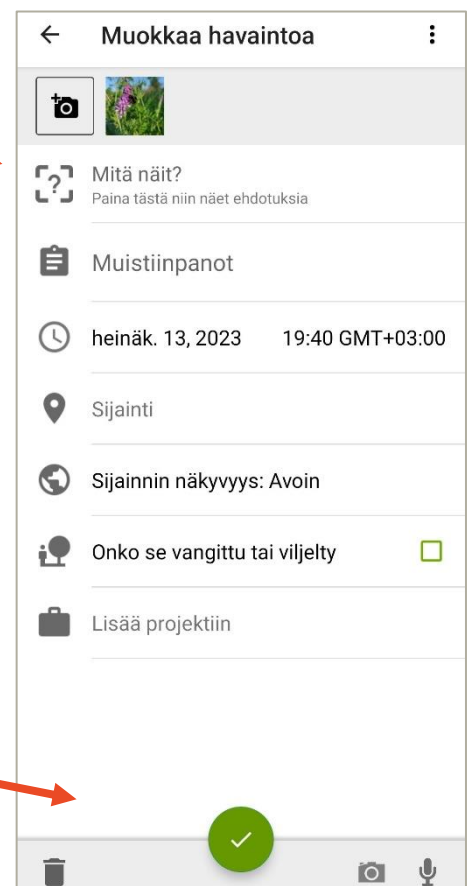 Muokkaa havaintoa
Mitä näit?
Paina tästä niin näet ehdotuksia
Muistiinpanot
heinäk. 13, 2023 19:40 GMT+03:00
Sijainti
Sijainnin näkyvyys: Avoin
Onko se vangittu tai viljelty
Lisää projektiin